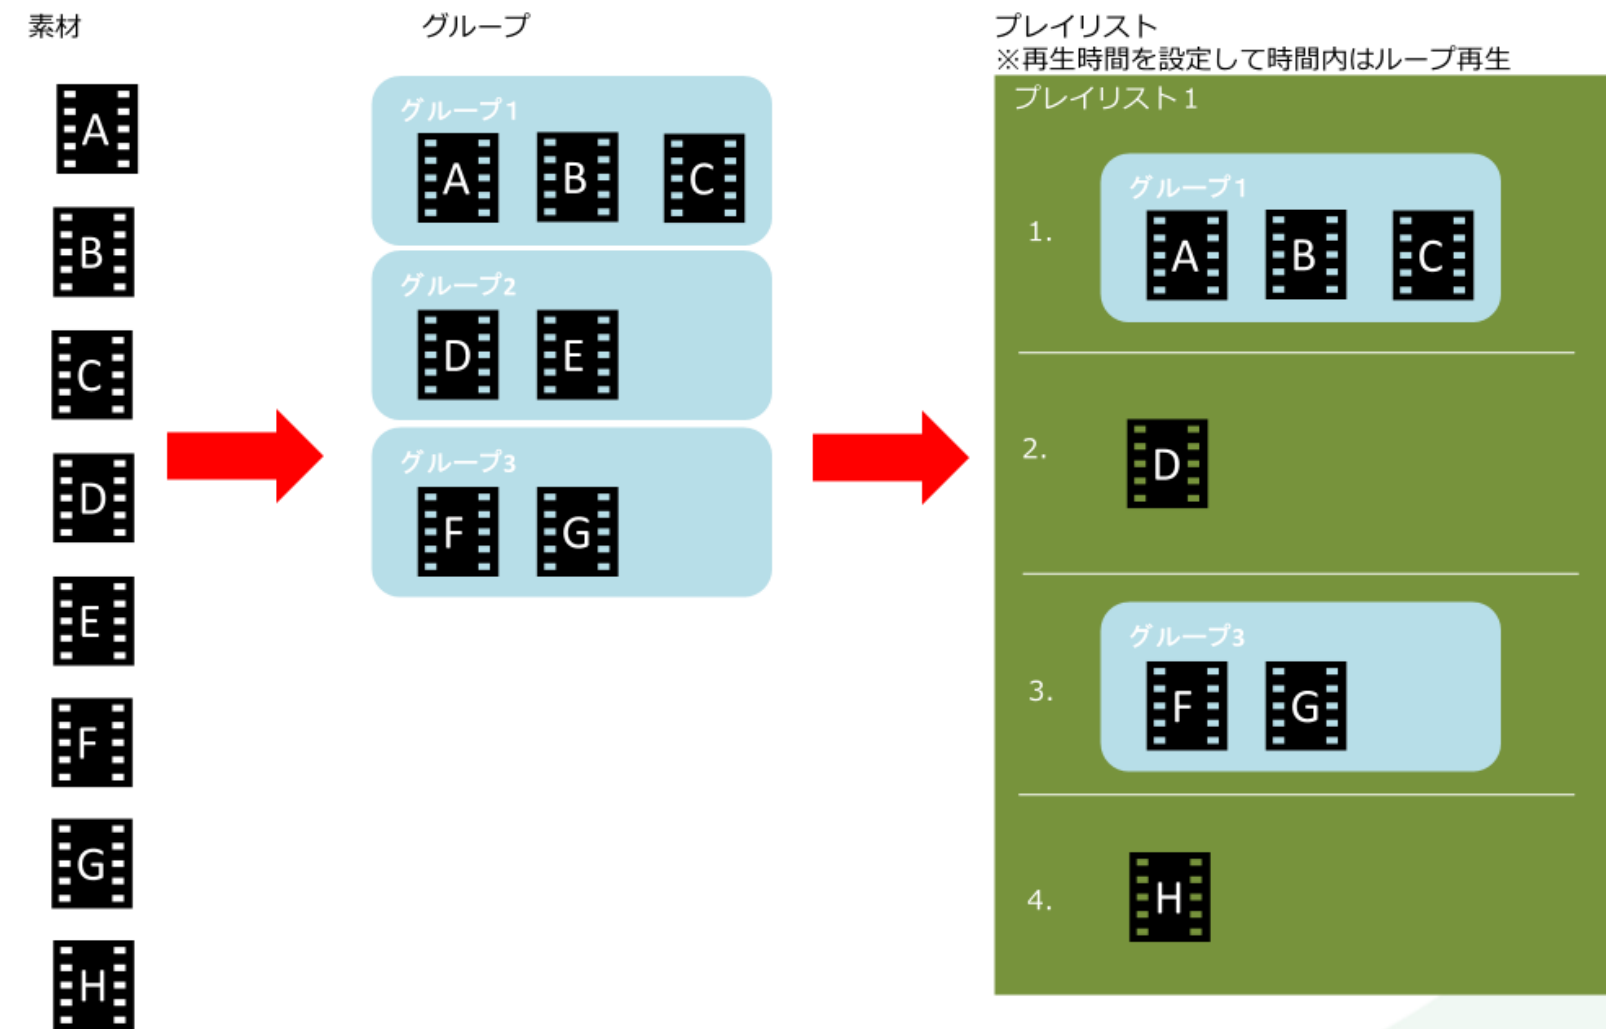 素材
A
B
C
D
E
F
G
H
グループ
グループ1
A B C
グループ2
D E
グループ3
F G
プレイリスト
※再生時間を設定して時間内はループ再生
プレイリスト1
1.
グループ1
A B C
2.
D
3.
グループ3
F G
4.
H